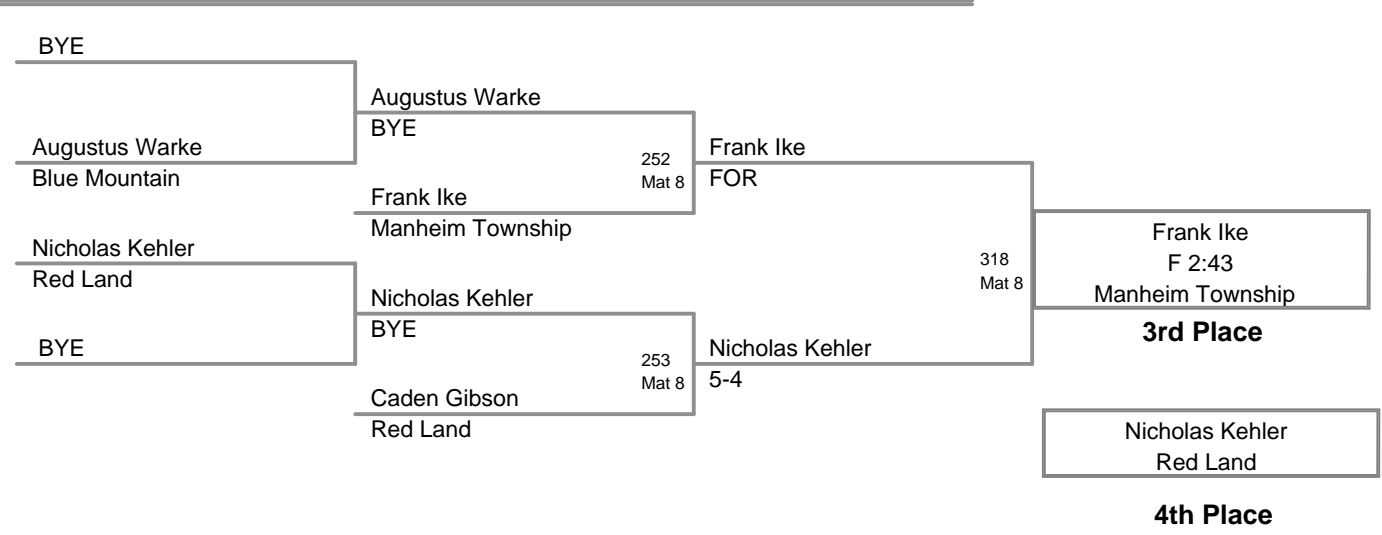 BYE
Augustus Warke
BYE
Augustus Warke
Blue Mountain
252
Mat 8
Frank Ike
FOR
Frank Ike
Manheim Township
Nicholas Kehler
Red Land
Frank Ike
F 2:43
Manheim Township
318
Mat 8
Nicholas Kehler
BYE
3rd Place
BYE
253
Mat 8
Nicholas Kehler
5-4
Caden Gibson
Red Land
Nicholas Kehler
Red Land
4th Place